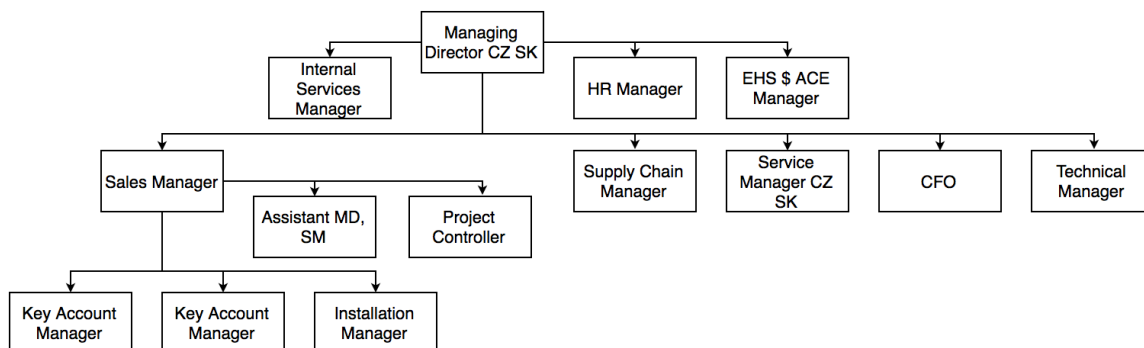 Managing
Director CZ SK
Internal
Services
Manager
HR Manager
EHS $ ACE
Manager
Sales Manager
Supply Chain
Manager
Service
Manager CZ
SK
CFO
Technical
Manager
Assistant MD,
SM
Project
Controller
Key Account
Manager
Key Account
Manager
Installation
Manager